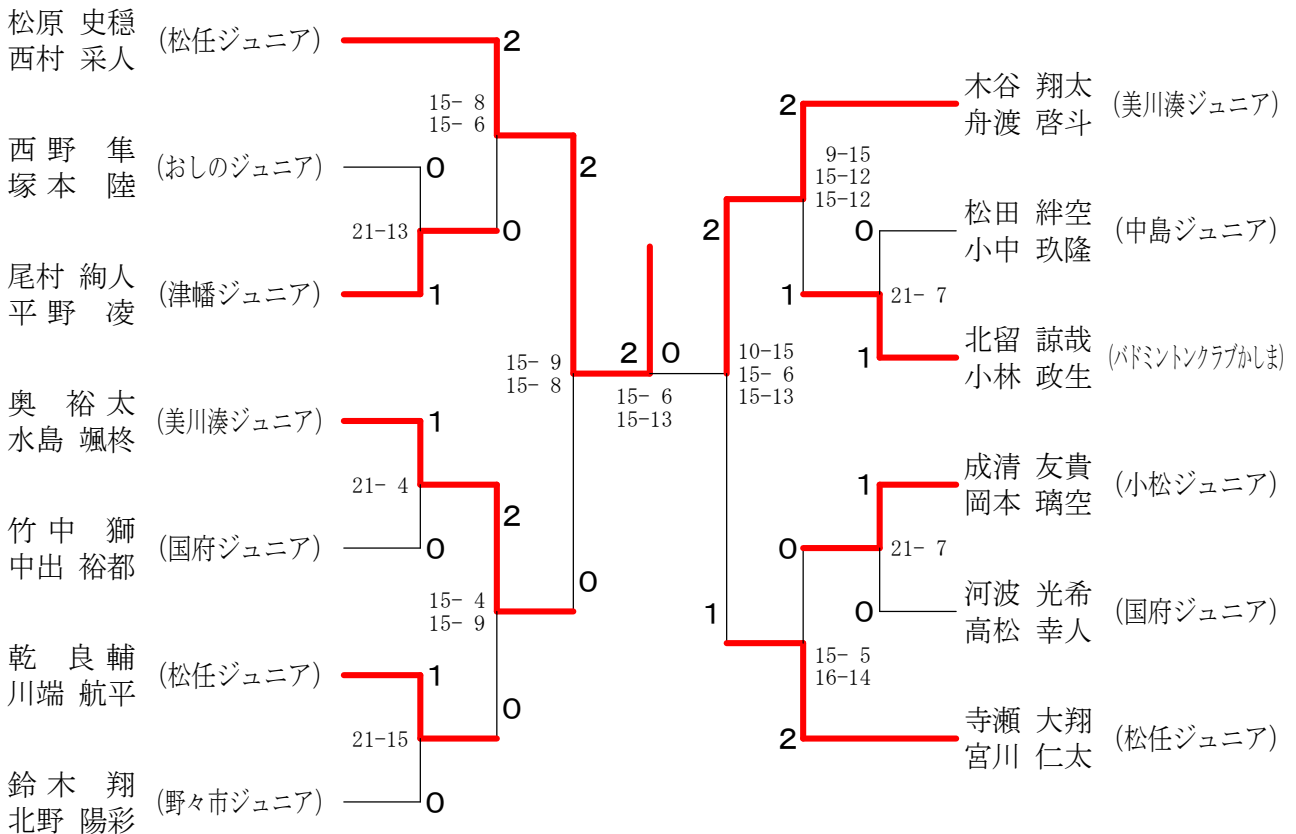 松原 史穏
西村 采人
(松任ジュニア)
2
15- 8
15- 6
西野 隼
塚本 陸
(おしのジュニア)
0
21-13
0
尾村 絢人
平野 凌
(津幡ジュニア)
1
2
15- 9
15- 8
奥 裕太
水島 颯柊
(美川湊ジュニア)
1
21- 4
2
竹中 獅
中出 裕都
(国府ジュニア)
0
15- 4
15- 9
0
乾 良輔
川端 航平
(松任ジュニア)
1
21-15
0
鈴木 翔
北野 陽彩
(野々市ジュニア)
0
2 0
15- 6
15-13
木谷 翔太
舟渡 啓斗
(美川湊ジュニア)
2
9-15
15-12
15-12
2
松田 絆空
小中 玖隆
(中島ジュニア)
0
21- 7
1
北留 諒哉
小林 政生
(バドミントンクラブかしま)
1
10-15
15- 6
15-13
成清 友貴
岡本 璃空
(小松ジュニア)
1
0
21- 7
河波 光希
高松 幸人
(国府ジュニア)
0
1
15- 5
16-14
寺瀬 大翔
宮川 仁太
(松任ジュニア)
2